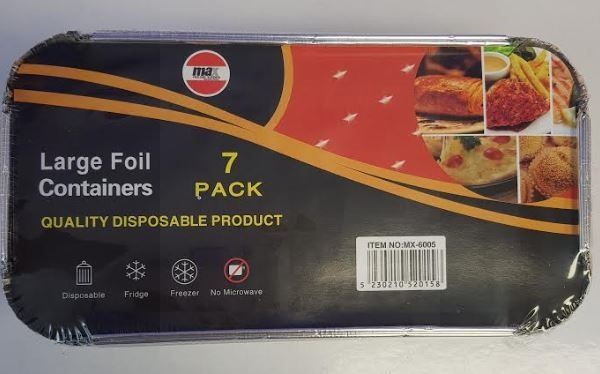 max
Large Foil
Containers
7
PACK
QUALITY DISPOSABLE PRODUCT
ITEM NO:MX-6005
5 230210 520158
Disposable
Fridge
Freezer
No Microwave